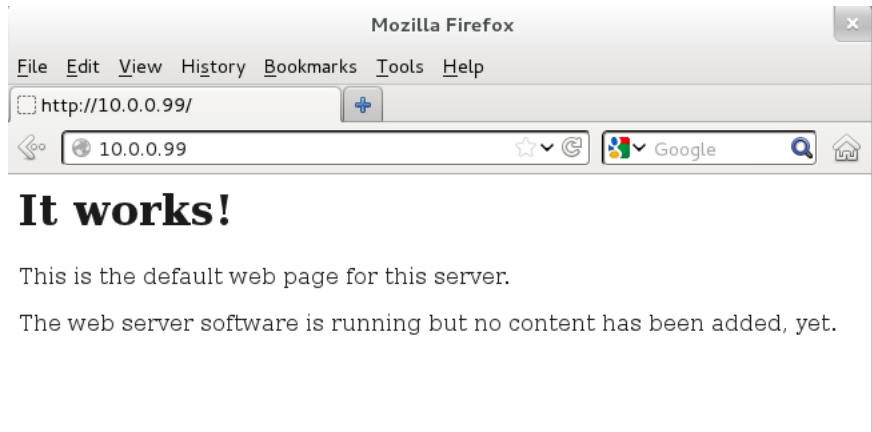 Mozilla Firefox
File Edit View History Bookmarks Tools Help
http://10.0.0.99/
10.0.0.99 Google
It works!
This is the default web page for this server.
The web server software is running but no content has been added, yet.